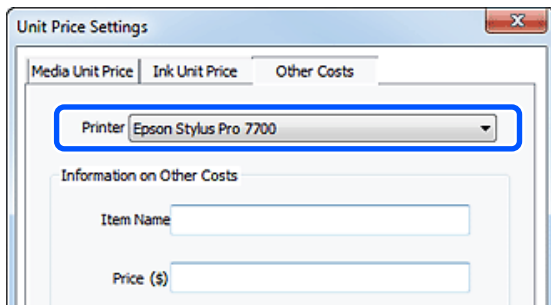 Unit Price Settings
Media Unit Price Ink Unit Price Other Costs
Printer Epson Stylus Pro 7700
Information on Other Costs
Item Name
Price ($)